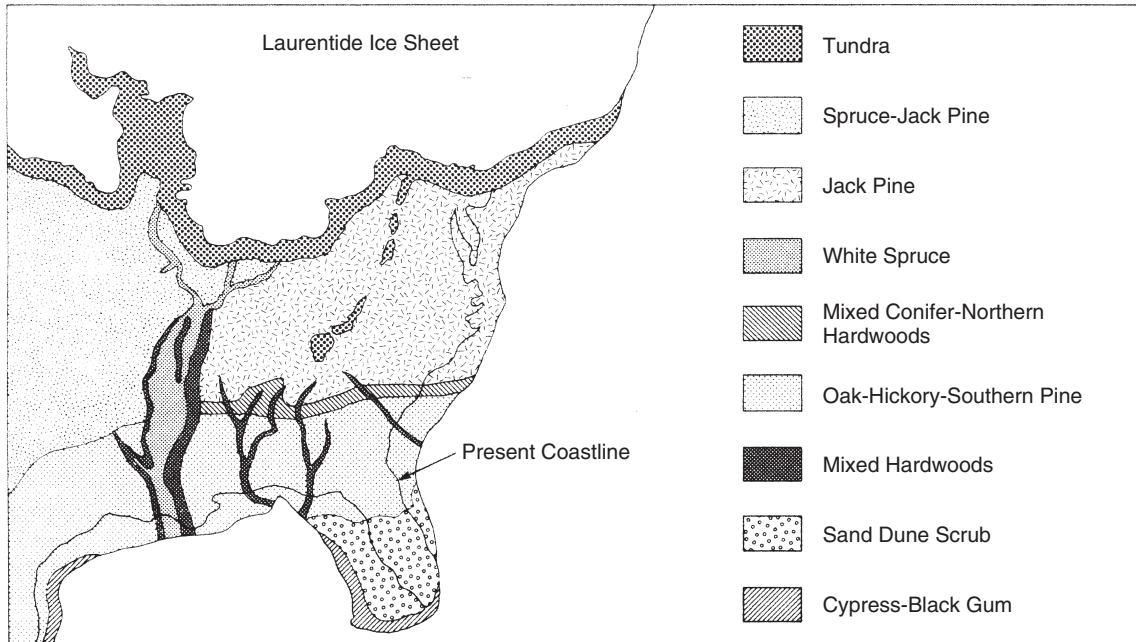 Laurentide Ice Sheet
Present Coastline
Tundra
Spruce-Jack Pine
Jack Pine
White Spruce
Mixed Conifer-Northern
Hardwoods
Oak-Hickory-Southern Pine
Mixed Hardwoods
Sand Dune Scrub
Cypress-Black Gum